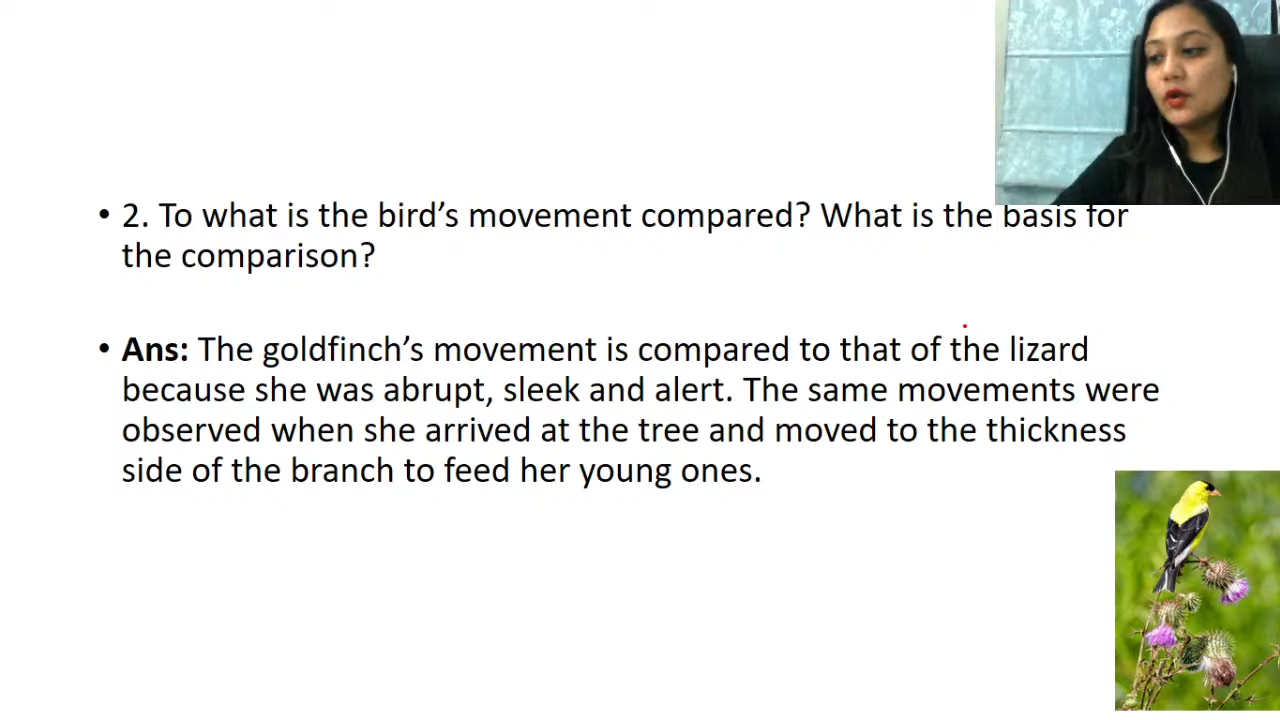 • 2. To what is the bird’s movement compared? What is the basis for
the comparison?
• Ans: The goldfinch’s movement is compared to that of the lizard
because she was abrupt, sleek and alert. The same movements were
observed when she arrived at the tree and moved to the thickness
side of the branch to feed her young ones.